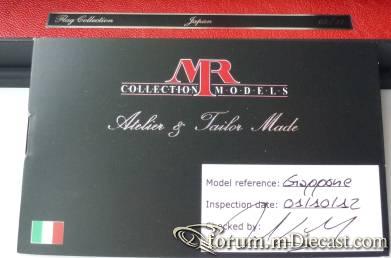 Flag Collection Japan
MR
COLLECTION MODELS
Atelier & Tailor Made
Model reference: Giappone
Inspection date: 01/10/12
Checked by:
forum.mDiecast.com